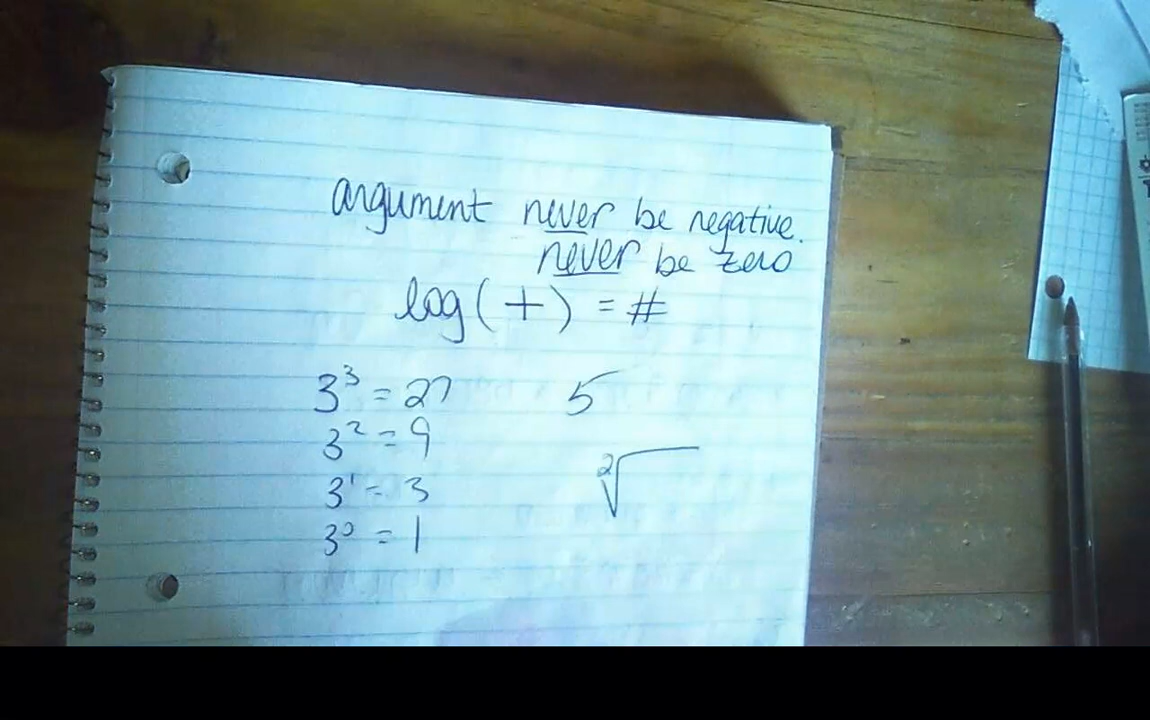 argument never be negative.
never be zero
log(+) = #
3³ = 27
3² = 9
3¹ = 3
3⁰ = 1
5
²√